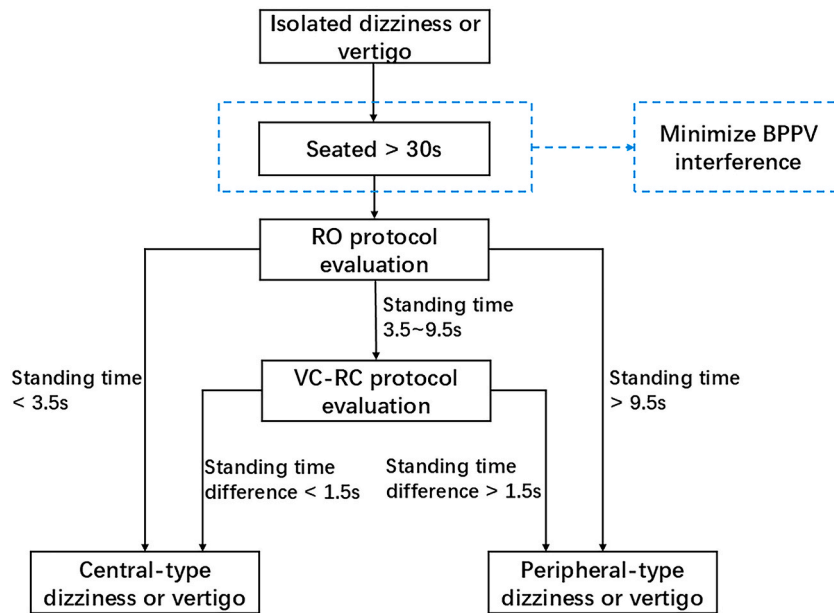 Isolated dizziness or
vertigo
Seated > 30s
Minimize BPPV
interference
RO protocol
evaluation
Standing time
3.5~9.5s
Standing time
< 3.5s
VC-RC protocol
evaluation
Standing time
> 9.5s
Standing time
difference < 1.5s
Standing time
difference > 1.5s
Central-type
dizziness or vertigo
Peripheral-type
dizziness or vertigo